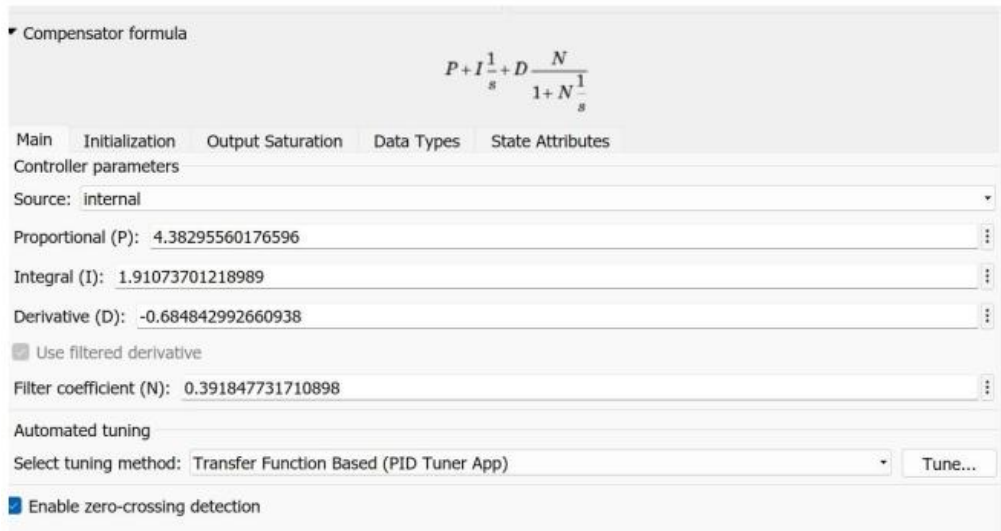 Compensator formula
P + I 1/s + D N/(1 + N 1/s)
Main Initialization Output Saturation Data Types State Attributes
Controller parameters
Source: internal
Proportional (P): 4.38295560176596
Integral (I): 1.91073701218989
Derivative (D): -0.684842992660938
Use filtered derivative
Filter coefficient (N): 0.391847731710898
Automated tuning
Select tuning method: Transfer Function Based (PID Tuner App) Tune...
Enable zero-crossing detection